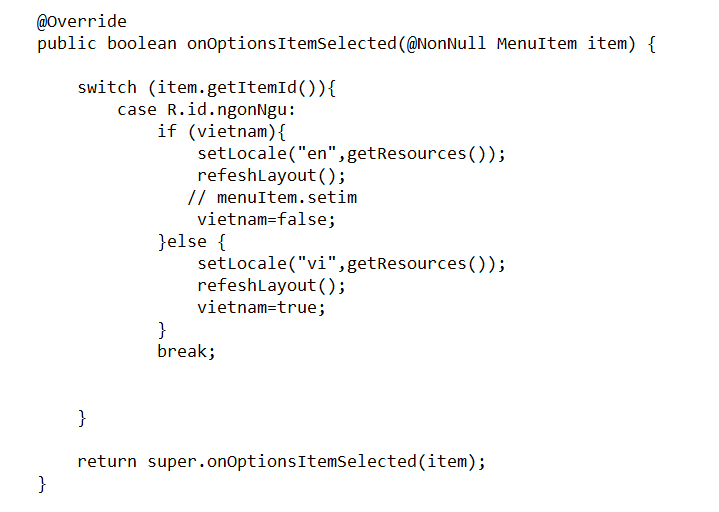 @Override
public boolean onOptionsItemSelected(@NonNull MenuItem item) {
switch (item.getItemId()){
case R.id.ngonNgu:
if (vietnam){
setLocale("en",getResources());
refeshLayout();
// menuItem.setim
vietnam=false;
}else {
setLocale("vi",getResources());
refeshLayout();
vietnam=true;
}
break;
}
return super.onOptionsItemSelected(item);
}